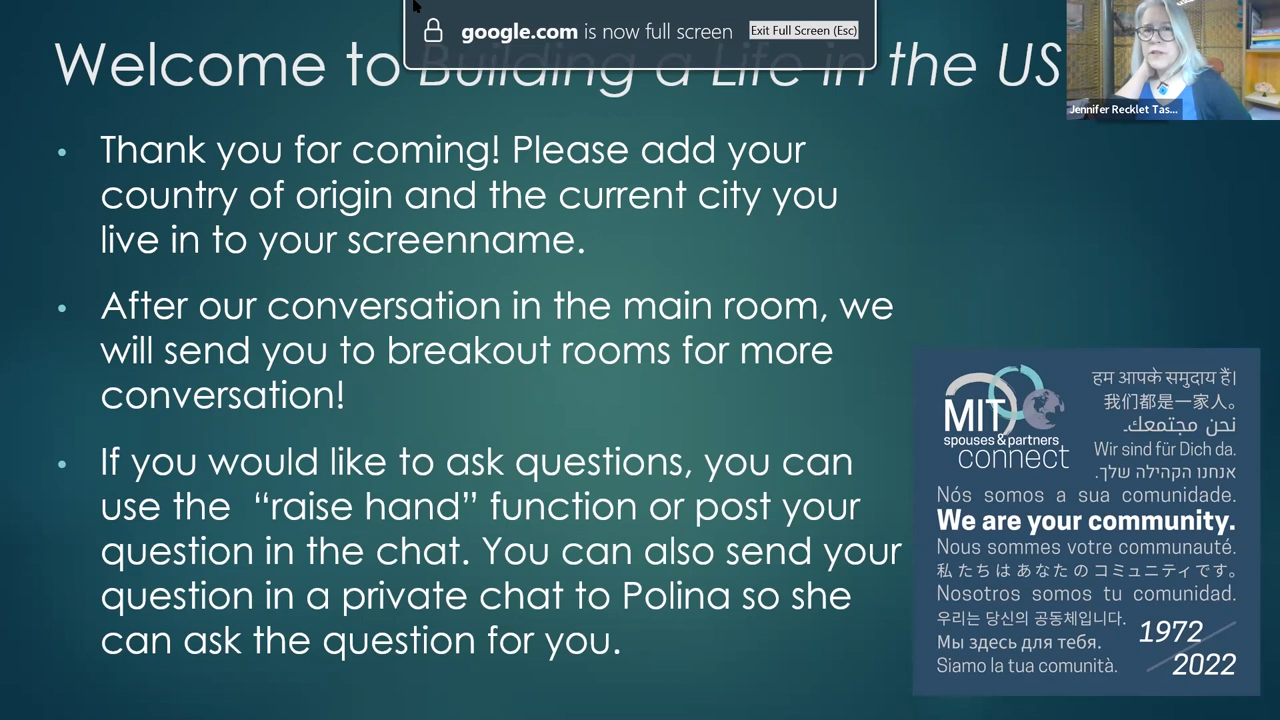 google.com is now full screen Exit Full Screen (Esc)
Welcome to Building a Life in the US
Jennifer Recklet Tas...
• Thank you for coming! Please add your
country of origin and the current city you
live in to your screenname.
• After our conversation in the main room, we
will send you to breakout rooms for more
conversation!
• If you would like to ask questions, you can
use the “raise hand” function or post your
question in the chat. You can also send your
question in a private chat to Polina so she
can ask the question for you.
MIT
spouses & partners
connect
हम आपके समुदाय हैं।
我们都是一家人。
نحن مجتمعك.
Wir sind für Dich da.
אנחנו הקהילה שלך.
Nós somos a sua comunidade.
We are your community.
Nous sommes votre communauté.
私たちはあなたのコミュニティです。
Nosotros somos tu comunidad.
우리는 당신의 공동체입니다.
Мы здесь для тебя.
Siamo la tua comunità.
1972
2022